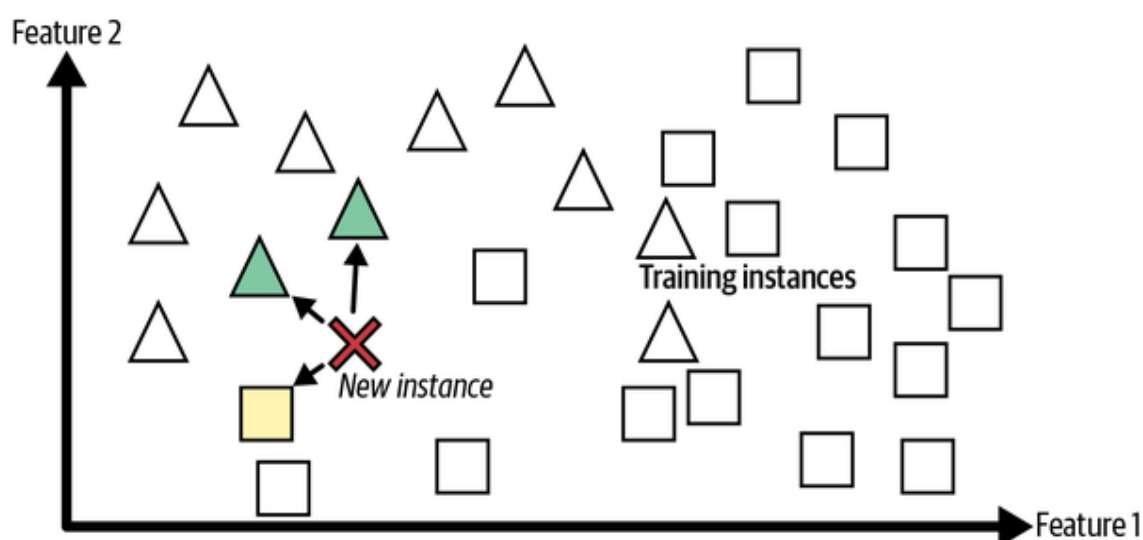 Feature 2
Training instances
New instance
Feature 1